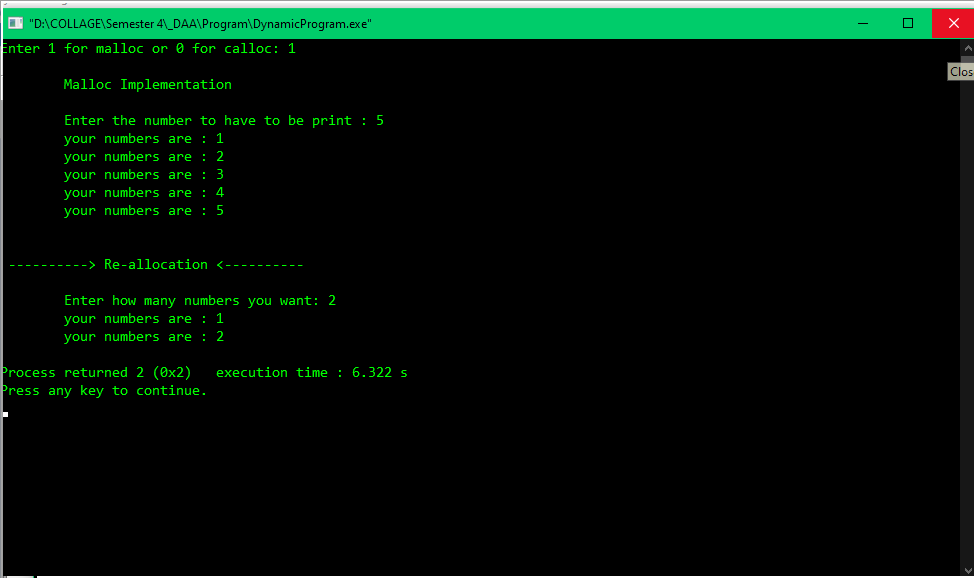 "D:\COLLAGE\Semester 4\_DAA\Program\DynamicProgram.exe"
Enter 1 for malloc or 0 for calloc: 1
Clos
Malloc Implementation
Enter the number to have to be print : 5
your numbers are : 1
your numbers are : 2
your numbers are : 3
your numbers are : 4
your numbers are : 5
----------> Re-allocation <----------
Enter how many numbers you want: 2
your numbers are : 1
your numbers are : 2
Process returned 2 (0x2)   execution time : 6.322 s
Press any key to continue.